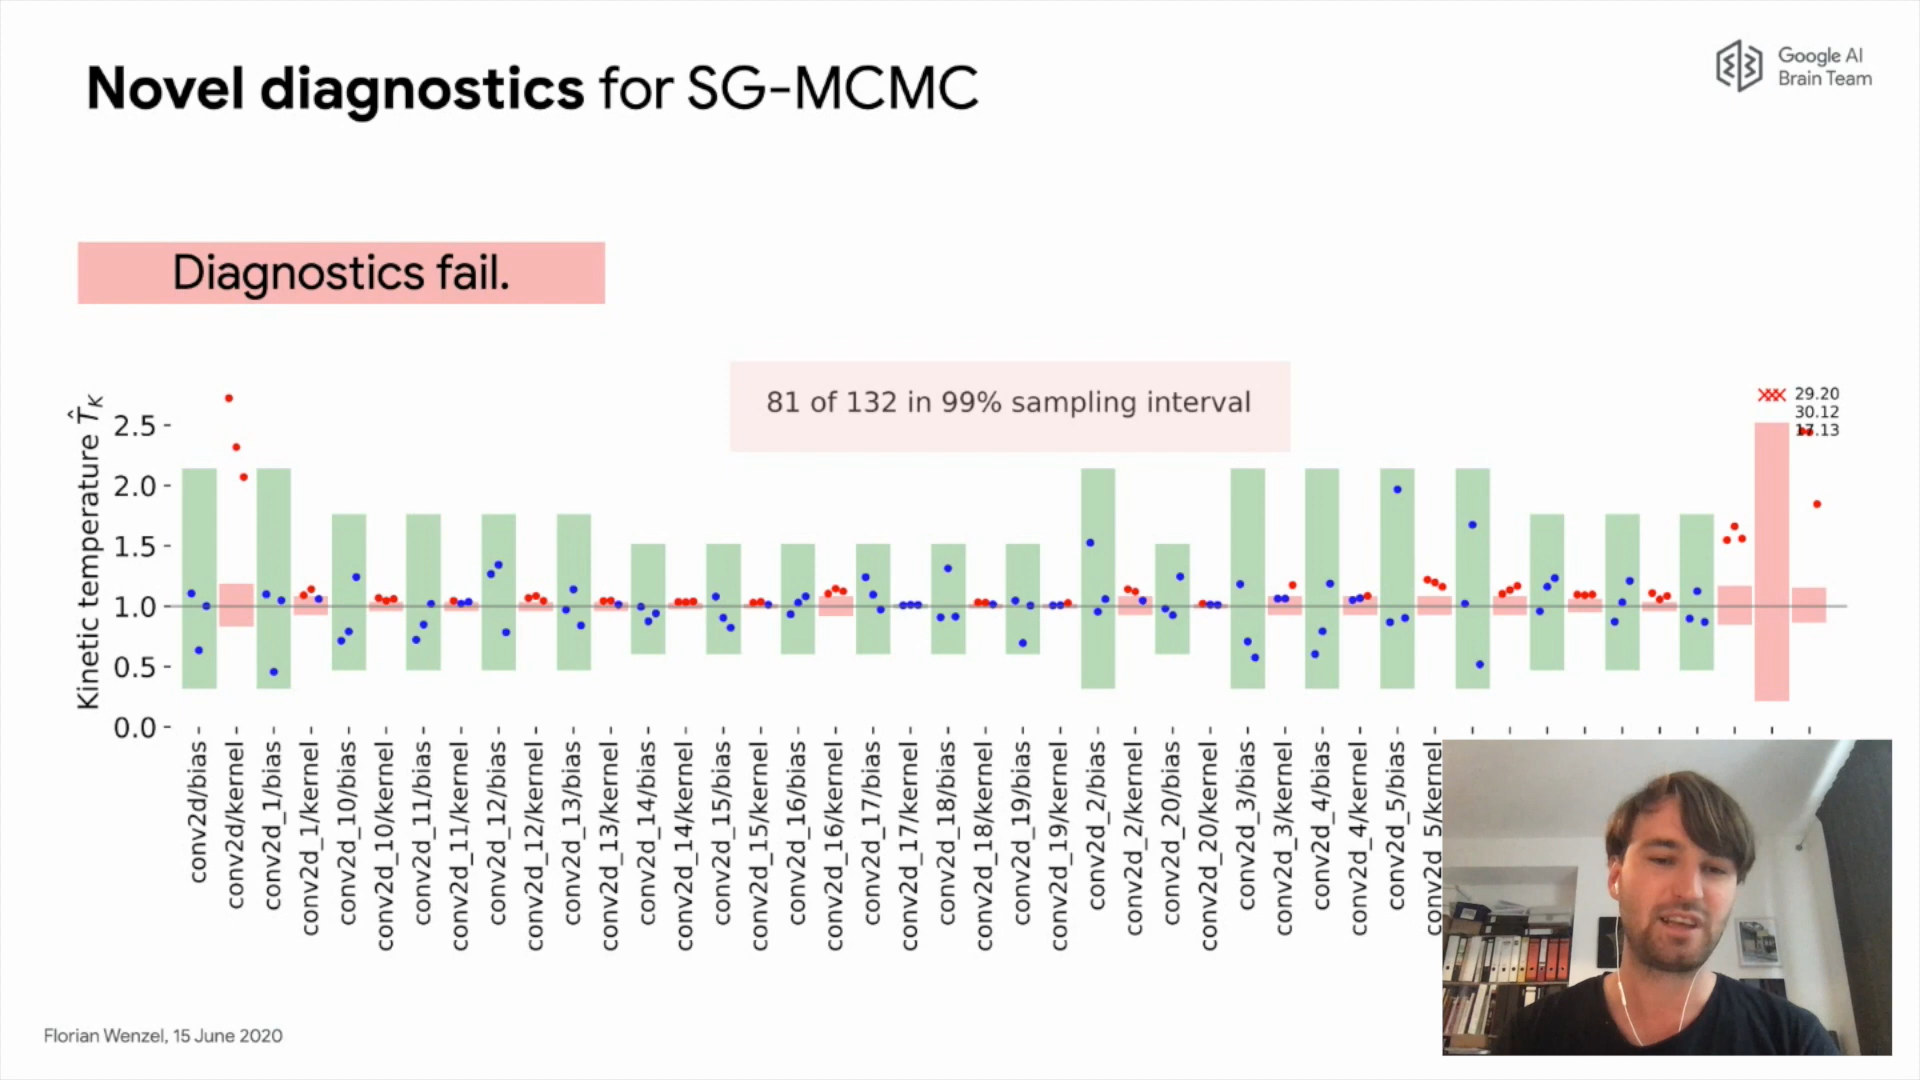 Novel diagnostics for SG-MCMC
Google AI
Brain Team
Diagnostics fail.
81 of 132 in 99% sampling interval
Kinetic temperature T̂_K
2.5
2.0
1.5
1.0
0.5
0.0
29.20
30.12
17.13
conv2d/bias
conv2d/kernel
conv2d_1/bias
conv2d_1/kernel
conv2d_10/bias
conv2d_10/kernel
conv2d_11/bias
conv2d_11/kernel
conv2d_12/bias
conv2d_12/kernel
conv2d_13/bias
conv2d_13/kernel
conv2d_14/bias
conv2d_14/kernel
conv2d_15/bias
conv2d_15/kernel
conv2d_16/bias
conv2d_16/kernel
conv2d_17/bias
conv2d_17/kernel
conv2d_18/bias
conv2d_18/kernel
conv2d_19/bias
conv2d_19/kernel
conv2d_2/bias
conv2d_2/kernel
conv2d_20/bias
conv2d_20/kernel
conv2d_3/bias
conv2d_3/kernel
conv2d_4/bias
conv2d_4/kernel
conv2d_5/bias
conv2d_5/kernel
Florian Wenzel, 15 June 2020